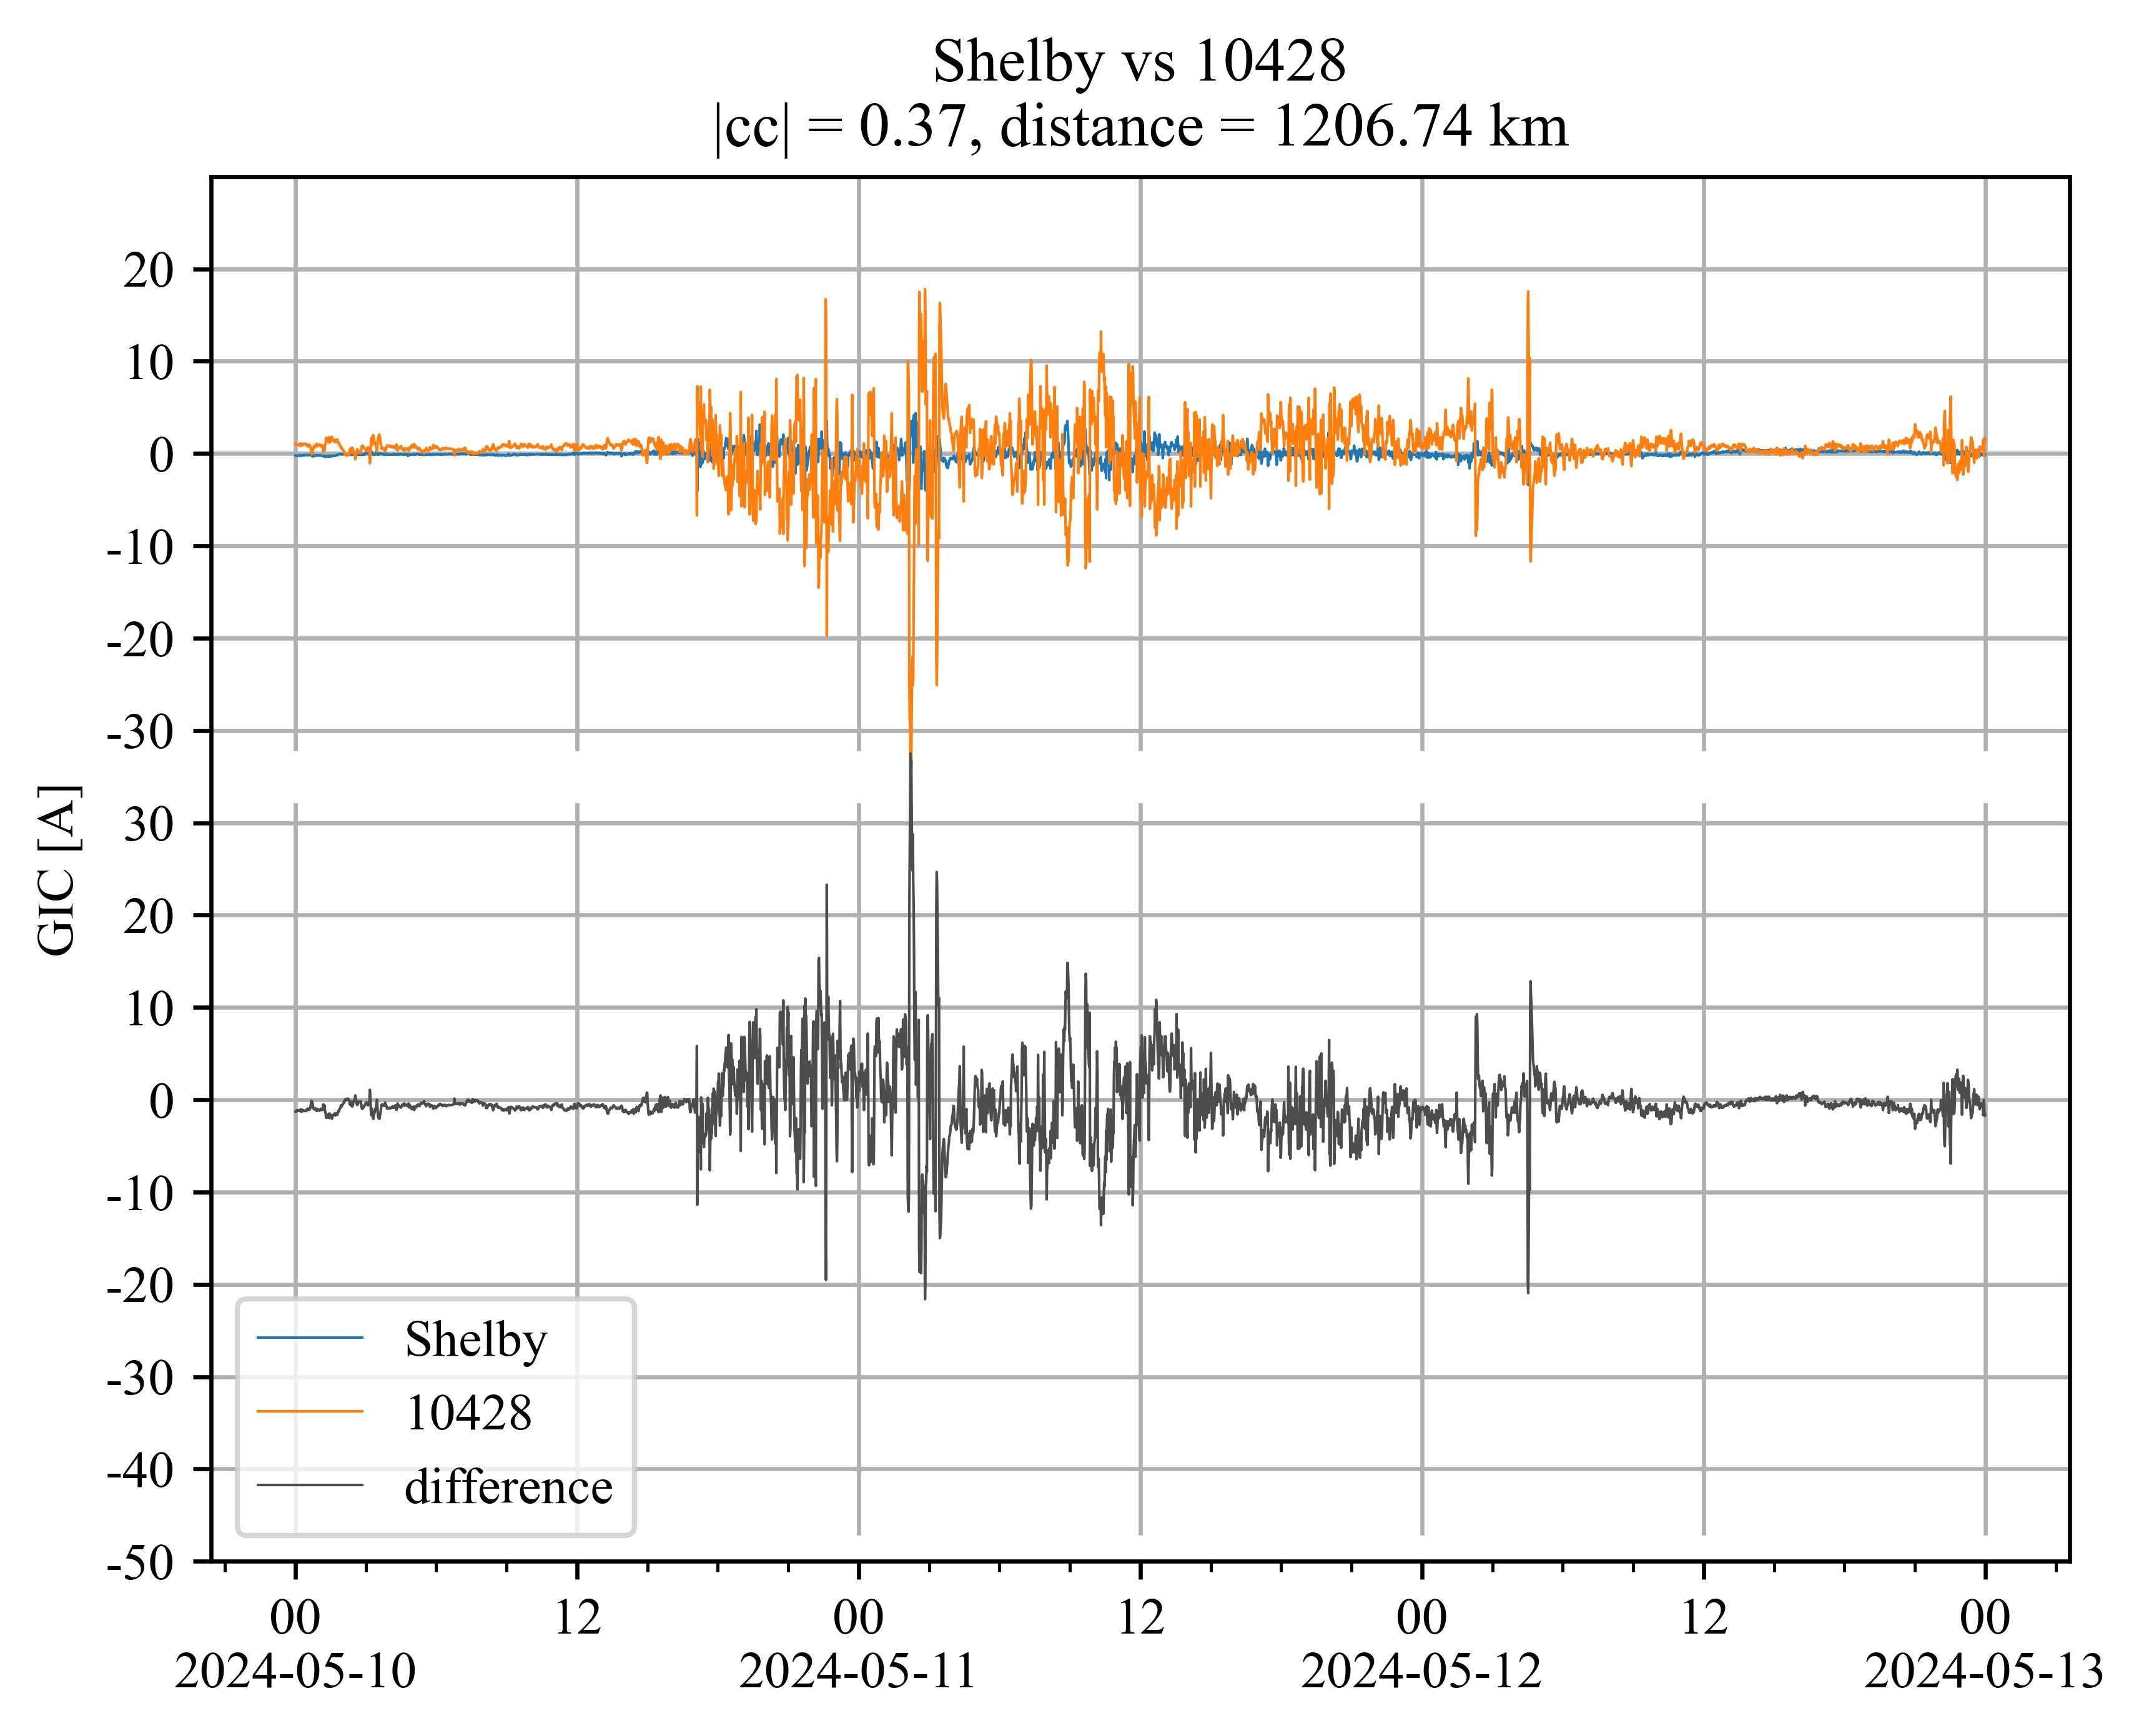 Shelby vs 10428
|cc| = 0.37, distance = 1206.74 km
GIC [A]
20
10
0
-10
-20
-30
30
20
10
0
-10
-20
-30
-40
-50
Shelby
10428
difference
00 12 00 12 00 12 00
2024-05-10 2024-05-11 2024-05-12 2024-05-13